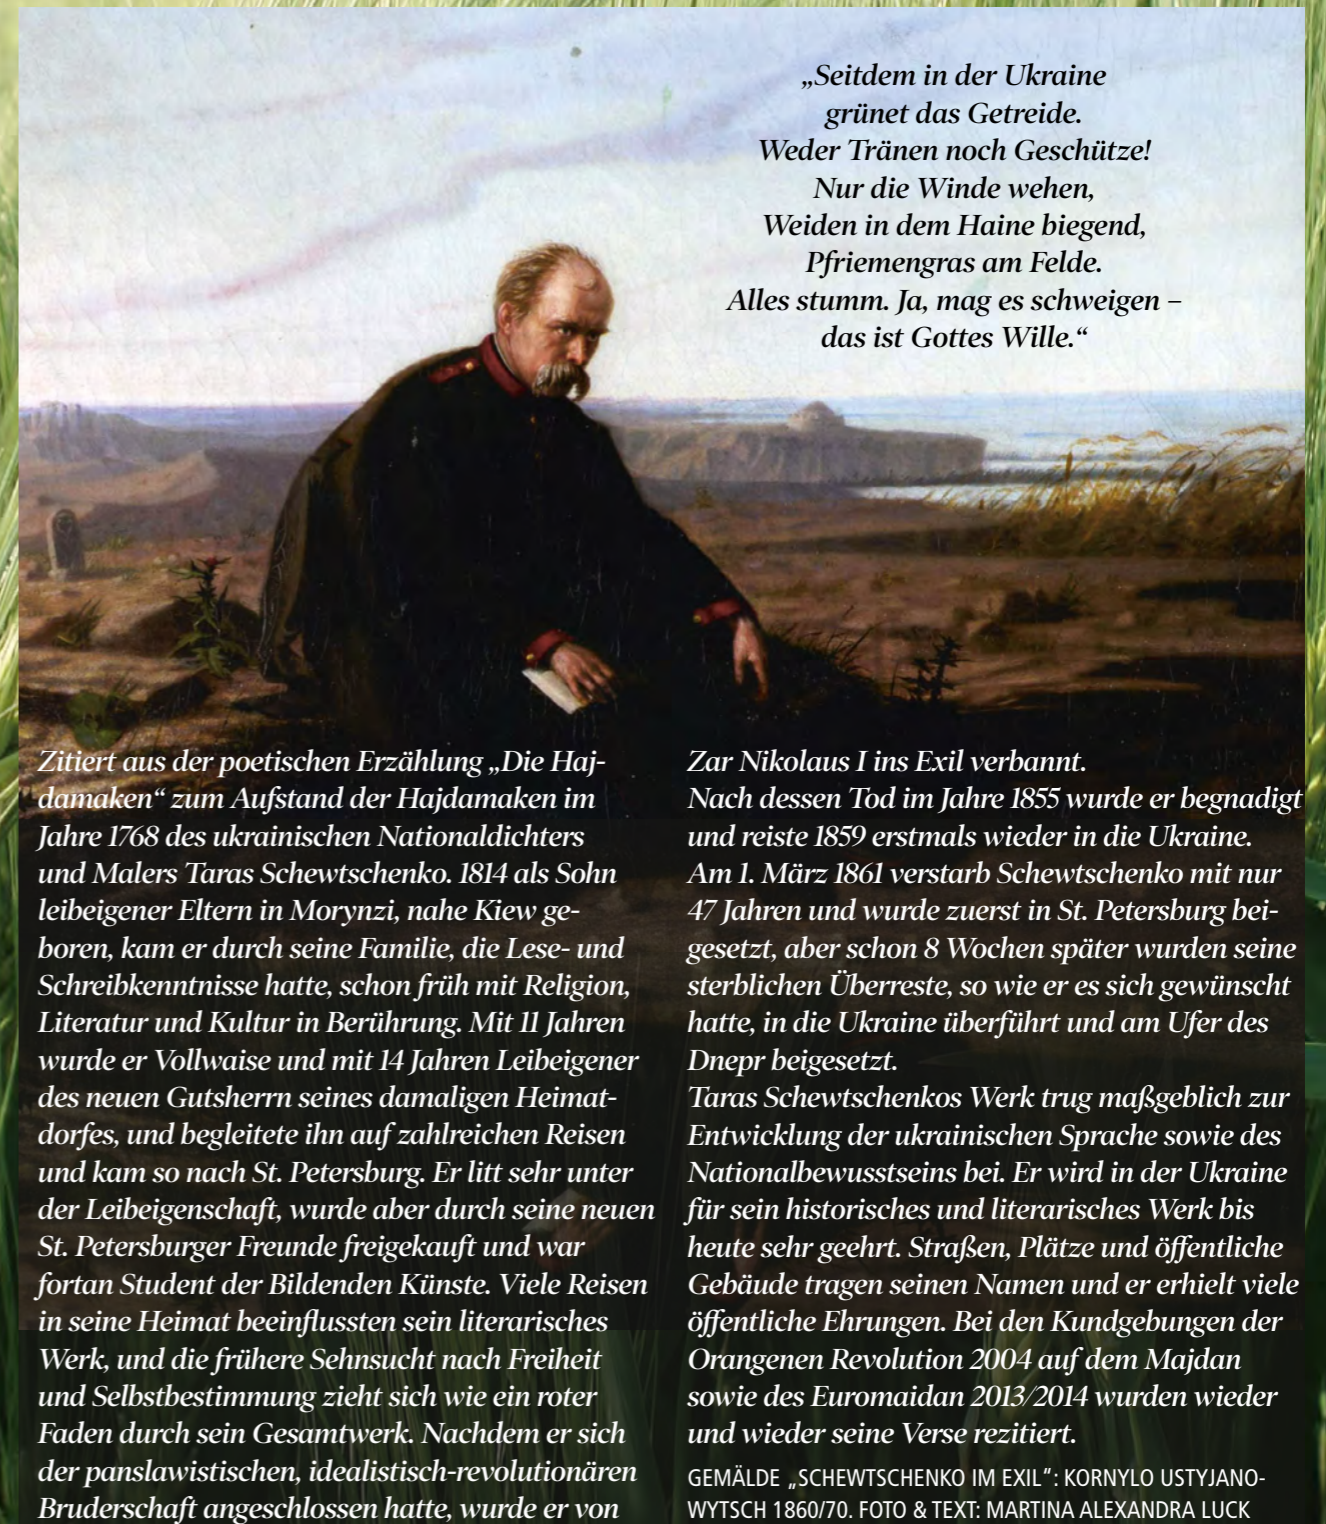 „Seitdem in der Ukraine
grünet das Getreide.
Weder Tränen noch Geschütze!
Nur die Winde wehen,
Weiden in dem Haine biegend,
Pfriemengras am Felde.
Alles stumm. Ja, mag es schweigen –
das ist Gottes Wille.“
Zitiert aus der poetischen Erzählung „Die Haj-
damaken“ zum Aufstand der Hajdamaken im
Jahre 1768 des ukrainischen Nationaldichters
und Malers Taras Schewtschenko. 1814 als Sohn
leibeigener Eltern in Morynzi, nahe Kiew ge-
boren, kam er durch seine Familie, die Lese- und
Schreibkenntnisse hatte, schon früh mit Religion,
Literatur und Kultur in Berührung. Mit 11 Jahren
wurde er Vollwaise und mit 14 Jahren Leibeigener
des neuen Gutsherrn seines damaligen Heimat-
dorfes, und begleitete ihn auf zahlreichen Reisen
und kam so nach St. Petersburg. Er litt sehr unter
der Leibeigenschaft, wurde aber durch seine neuen
St. Petersburger Freunde freigekauft und war
fortan Student der Bildenden Künste. Viele Reisen
in seine Heimat beeinflussten sein literarisches
Werk, und die frühere Sehnsucht nach Freiheit
und Selbstbestimmung zieht sich wie ein roter
Faden durch sein Gesamtwerk. Nachdem er sich
der panslawistischen, idealistisch-revolutionären
Bruderschaft angeschlossen hatte, wurde er von
Zar Nikolaus I ins Exil verbannt.
Nach dessen Tod im Jahre 1855 wurde er begnadigt
und reiste 1859 erstmals wieder in die Ukraine.
Am 1. März 1861 verstarb Schewtschenko mit nur
47 Jahren und wurde zuerst in St. Petersburg bei-
gesetzt, aber schon 8 Wochen später wurden seine
sterblichen Überreste, so wie er es sich gewünscht
hatte, in die Ukraine überführt und am Ufer des
Dnepr beigesetzt.
Taras Schewtschenkos Werk trug maßgeblich zur
Entwicklung der ukrainischen Sprache sowie des
Nationalbewusstseins bei. Er wird in der Ukraine
für sein historisches und literarisches Werk bis
heute sehr geehrt. Straßen, Plätze und öffentliche
Gebäude tragen seinen Namen und er erhielt viele
öffentliche Ehrungen. Bei den Kundgebungen der
Orangenen Revolution 2004 auf dem Majdan
sowie des Euromaidan 2013/2014 wurden wieder
und wieder seine Verse rezitiert.
GEMÄLDE „SCHEWTSCHENKO IM EXIL“: KORNYLO USTYJANO-
WYTSCH 1860/70. FOTO & TEXT: MARTINA ALEXANDRA LUCK